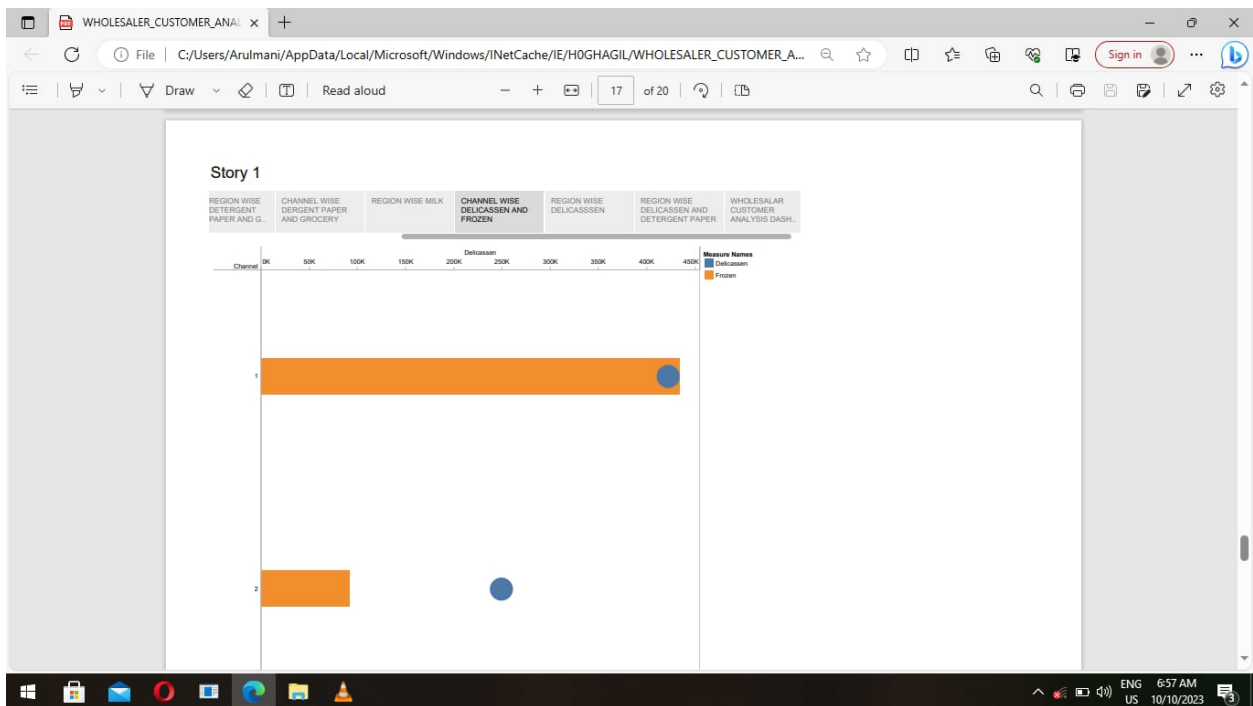 WHOLESALER_CUSTOMER_ANAL
File
C:/Users/Arulmani/AppData/Local/Microsoft/Windows/INetCache/IE/H0GHAGIL/WHOLESALER_CUSTOMER_A...
Sign in
Draw
Read aloud
17 of 20
Story 1
REGION WISE
DETERGENT
PAPER AND G..
CHANNEL WISE
DERGENT PAPER
AND GROCERY
REGION WISE MILK
CHANNEL WISE
DELICASSEN AND
FROZEN
REGION WISE
DELICASSSEN
REGION WISE
DELICASSEN AND
DETERGENT PAPER
WHOLESALAR
CUSTOMER
ANALYSIS DASH..
Delicassen
Channel 0K 50K 100K 150K 200K 250K 300K 350K 400K 450K
Measure Names
Delicassen
Frozen
1
2
ENG 6:57 AM
US 10/10/2023
3